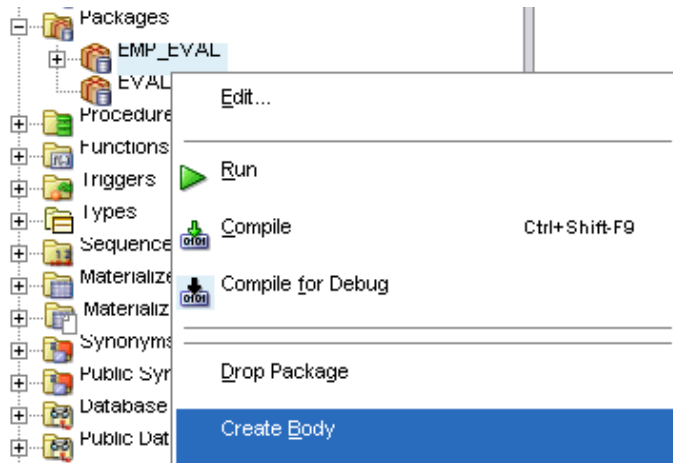 Packages
EMP_EVAL
EVAL
Procedure
Functions
Triggers
Types
Sequence
Materialize
Materializ
Synonyms
Public Syn
Database
Public Dat
Edit...
Run
Compile Ctrl+Shift-F9
Compile for Debug
Drop Package
Create Body